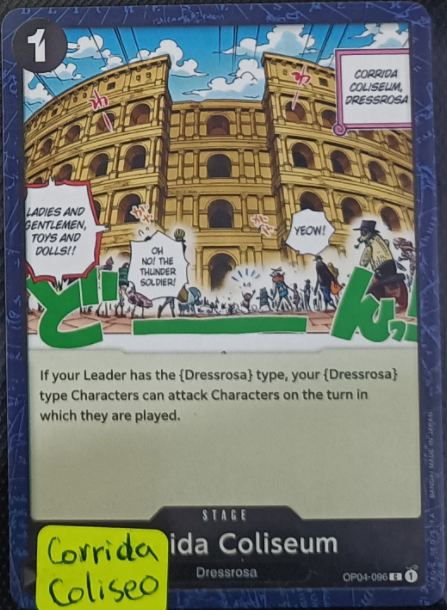 1
CORRIDA
COLISEUM,
DRESSROSA
LADIES AND
GENTLEMEN,
TOYS AND
DOLLS!!
OH
NO! THE
THUNDER
SOLDIER!
YEOW!
If your Leader has the {Dressrosa} type, your {Dressrosa}
type Characters can attack Characters on the turn in
which they are played.
STAGE
ida Coliseum
Dressrosa
OP04-096 C 1
Corrida
Coliseo